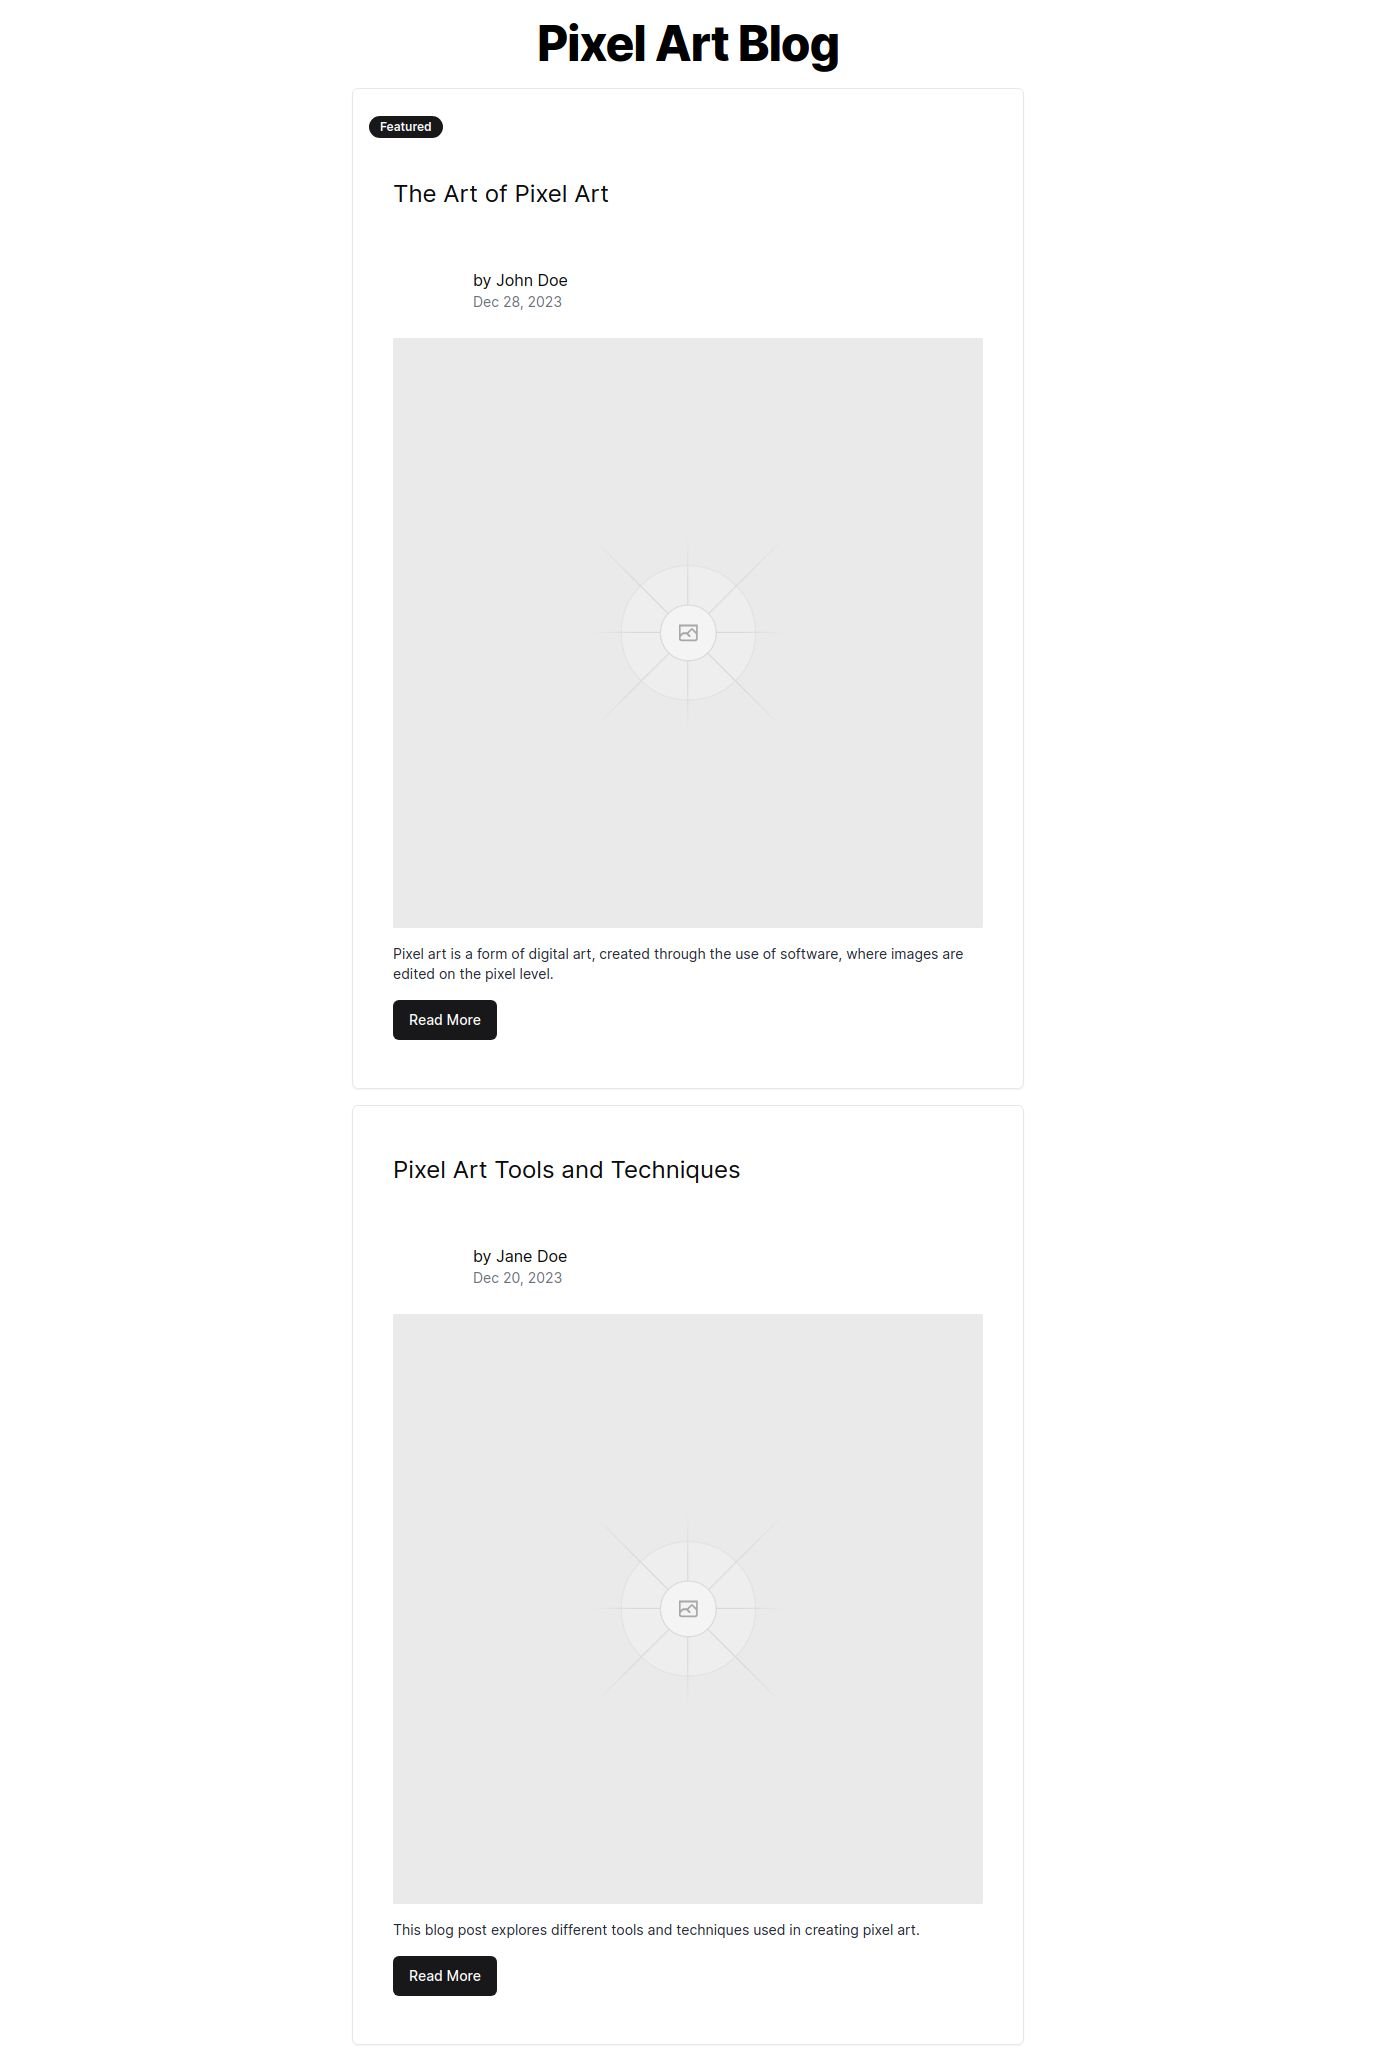 Pixel Art Blog
Featured
The Art of Pixel Art
by John Doe
Dec 28, 2023
Pixel art is a form of digital art, created through the use of software, where images are
edited on the pixel level.
Read More
Pixel Art Tools and Techniques
by Jane Doe
Dec 20, 2023
This blog post explores different tools and techniques used in creating pixel art.
Read More